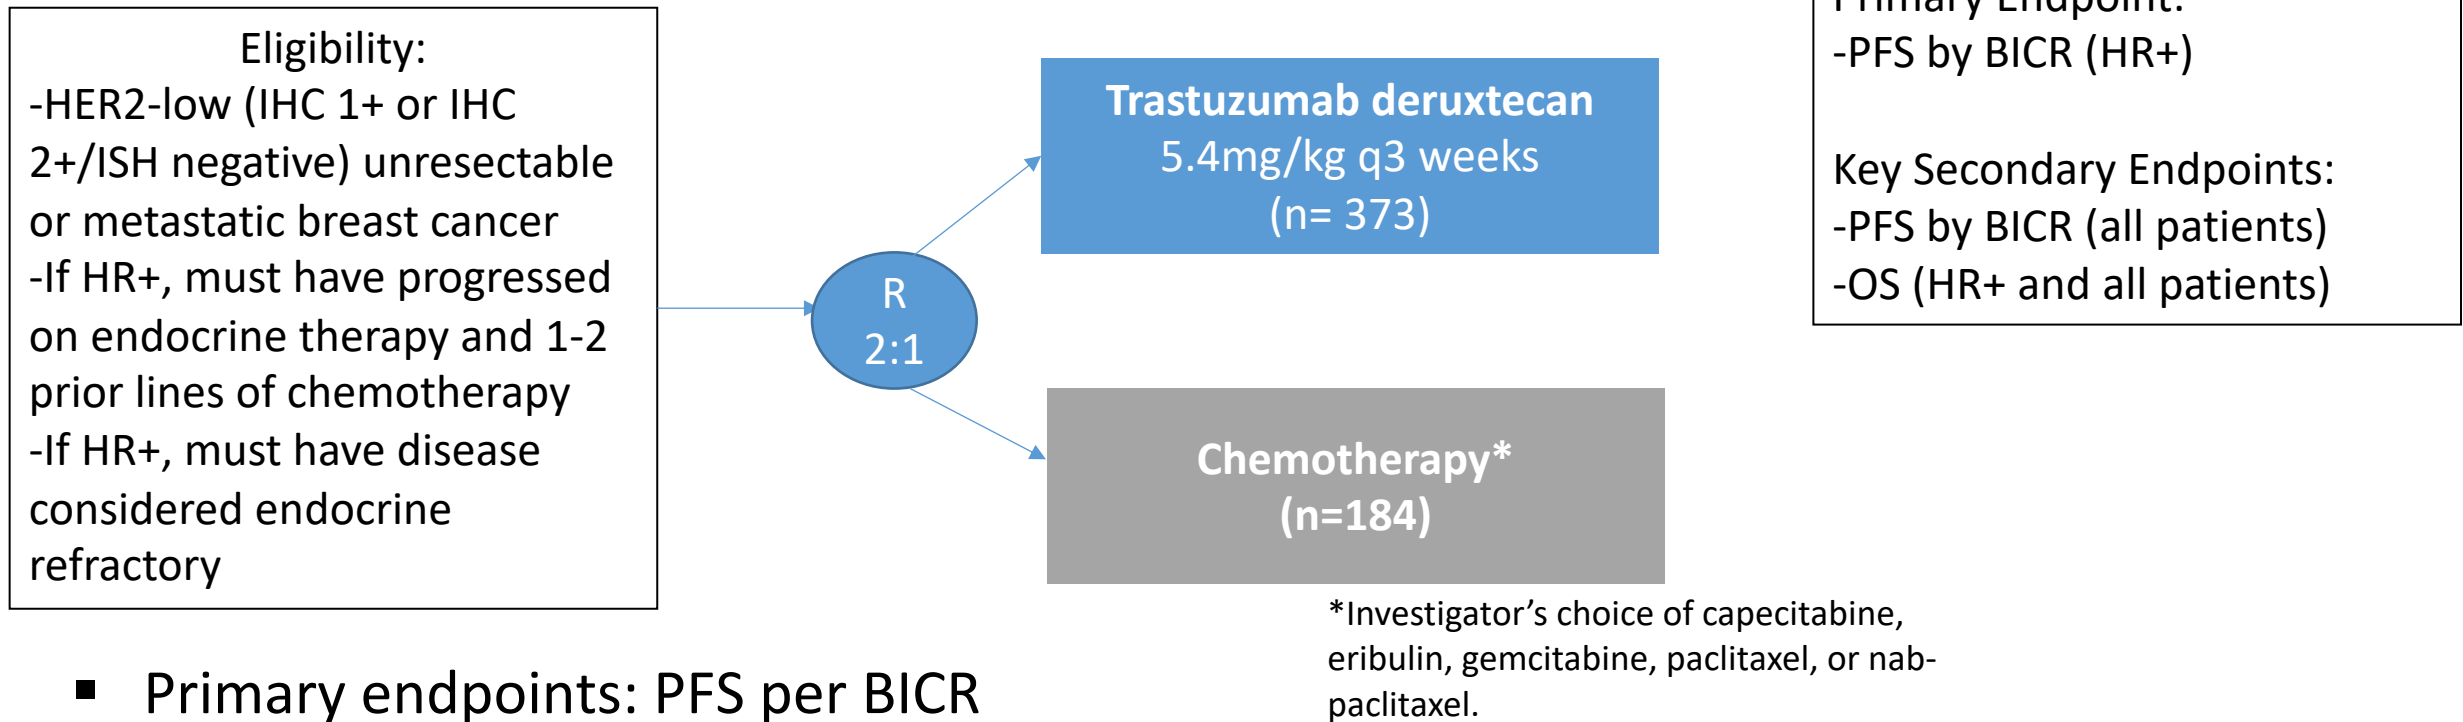 Eligibility:
-HER2-low (IHC 1+ or IHC
2+/ISH negative) unresectable
or metastatic breast cancer
-If HR+, must have progressed
on endocrine therapy and 1-2
prior lines of chemotherapy
-If HR+, must have disease
considered endocrine
refractory
R
2:1
Trastuzumab deruxtecan
5.4mg/kg q3 weeks
(n= 373)
Chemotherapy*
(n=184)
*Investigator’s choice of capecitabine,
eribulin, gemcitabine, paclitaxel, or nab-
paclitaxel.
Primary Endpoint:
-PFS by BICR (HR+)
Key Secondary Endpoints:
-PFS by BICR (all patients)
-OS (HR+ and all patients)
▪ Primary endpoints: PFS per BICR